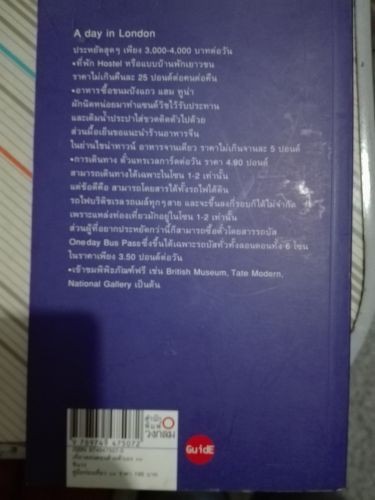 A day in London
ประหยัดสุดๆ เพียง 3,000-4,000 บาทต่อวัน
•ที่พัก Hostel หรือแบบบ้านพักเยาวชน
ราคาไม่เกินคืนละ 25 ปอนด์ต่อคนต่อคืน
•อาหารซื้อขนมปังแถว แฮม ทูน่า
ผักนิดหน่อยมาทำแซนด์วิชไว้รับประทาน
และเติมน้ำประปาใส่ขวดติดตัวไปด้วย
ส่วนมื้อเย็นขอแนะนำร้านอาหารจีน
ในย่านไชน่าทาวน์ อาหารจานเดียว ราคาไม่เกินจานละ 5 ปอนด์
•การเดินทาง ตั๋วแทรเวลการ์ดต่อวัน ราคา 4.90 ปอนด์
สามารถเดินทางได้เฉพาะในโซน 1-2 เท่านั้น
แต่ข้อดีคือ สามารถโดยสารได้ทั้งรถไฟใต้ดิน
รถไฟบริติชเรล รถเมล์ทุกๆสาย และจะขึ้นลงกี่รอบก็ได้ไม่จำกัด
เพราะแหล่งท่องเที่ยวมักอยู่ในโซน 1-2 เท่านั้น
ส่วนผู้ที่อยากประหยัดกว่านี้ก็สามารถซื้อตั๋วโดยสารรถบัส
Oneday Bus Passซึ่งขึ้นได้เฉพาะรถบัสทั่วทั้งลอนดอนทั้ง 6 โซน
ในราคาเพียง 3.50 ปอนด์ต่อวัน
•เข้าชมพิพิธภัณฑ์ฟรี เช่น British Museum, Tate Modern,
National Gallery เป็นต้น
สำนัก
พิมพ์
วงกลม
9 789749 475072
GuidE